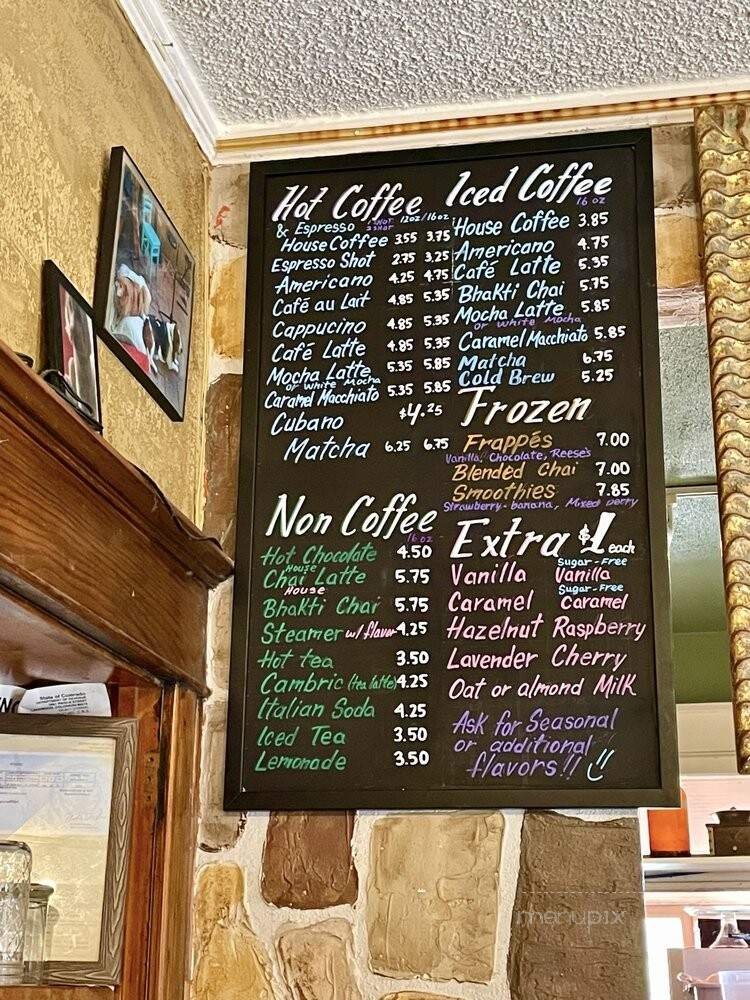 Hot Coffee
& Espresso 12oz/16oz
House Coffee 3.55 3.75
Espresso Shot 2.75 3.25
Americano 4.25 4.75
Café au Lait 4.85 5.35
Cappucino 4.85 5.35
Café Latte 4.85 5.35
Mocha Latte 5.35 5.85
or White Mocha
Caramel Macchiato 5.35 5.85
Cubano $4.25
Matcha 6.25 6.75
Non Coffee
16 oz
Hot Chocolate 4.50
House
Chai Latte 5.75
House
Bhakti Chai 5.75
Steamer w/ flavor 4.25
Hot tea 3.50
Cambric (tea latte) 4.25
Italian Soda 4.25
Iced Tea 3.50
Lemonade 3.50
Iced Coffee
16 oz
House Coffee 3.85
Americano 4.75
Café Latte 5.35
Bhakti Chai 5.75
Mocha Latte 5.85
or White Mocha
Caramel Macchiato 5.85
Matcha 6.75
Cold Brew 5.25
Frozen
Frappés 7.00
Vanilla, Chocolate, Reese's
Blended Chai 7.00
Smoothies 7.85
Strawberry-banana, Mixed berry
Extra $1 each
Vanilla Sugar-Free Vanilla
Caramel Sugar-Free Caramel
Hazelnut Raspberry
Lavender Cherry
Oat or almond Milk
Ask for Seasonal
or additional
flavors!!
State of Colorado
menupix